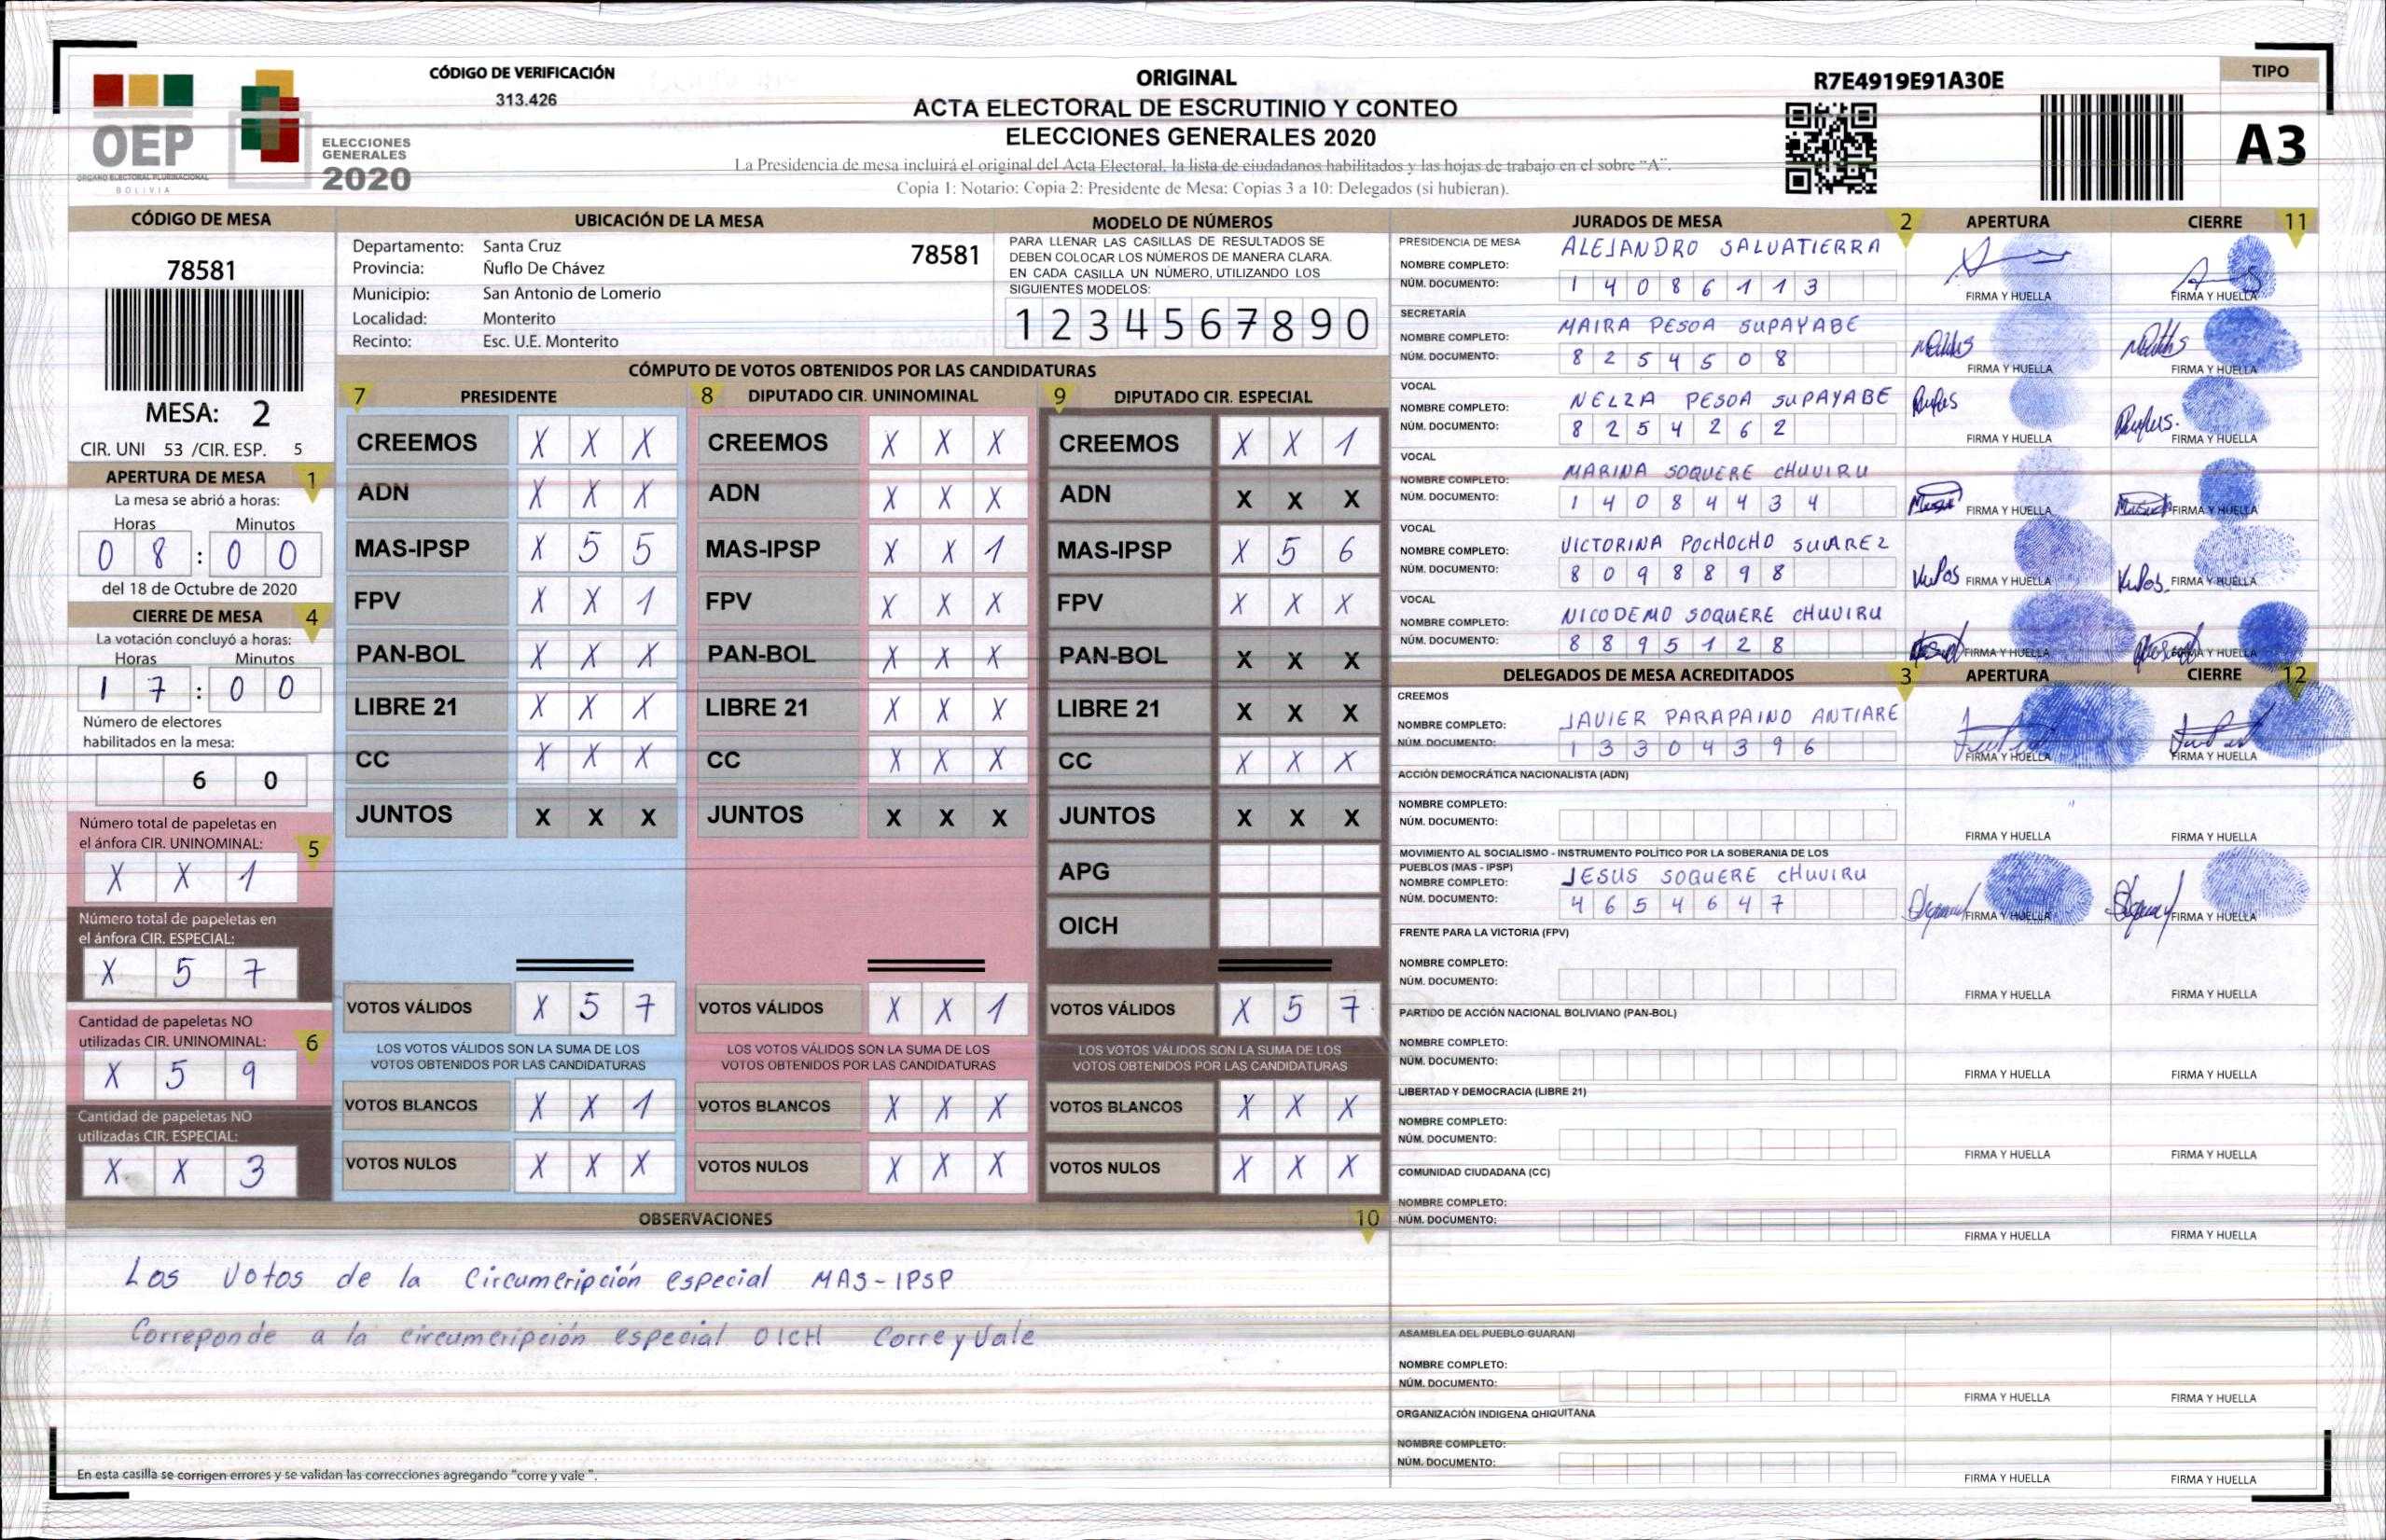 CÓDIGO DE VERIFICACIÓN
313.426
OEP
ÓRGANO ELECTORAL PLURINACIONAL
BOLIVIA
ELECCIONES
GENERALES
2020
ORIGINAL
ACTA ELECTORAL DE ESCRUTINIO Y CONTEO
ELECCIONES GENERALES 2020
La Presidencia de mesa incluirá el original del Acta Electoral, la lista de ciudadanos habilitados y las hojas de trabajo en el sobre "A".
Copia 1: Notario: Copia 2: Presidente de Mesa: Copias 3 a 10: Delegados (si hubieran).
R7E4919E91A30E
TIPO
A3
CÓDIGO DE MESA
78581
MESA: 2
CIR. UNI 53 /CIR. ESP. 5
APERTURA DE MESA 1
La mesa se abrió a horas:
Horas Minutos
0 8 : 0 0
del 18 de Octubre de 2020
CIERRE DE MESA 4
La votación concluyó a horas:
Horas Minutos
1 7 : 0 0
Número de electores
habilitados en la mesa:
6 0
Número total de papeletas en
el ánfora CIR. UNINOMINAL: 5
X X 1
Número total de papeletas en
el ánfora CIR. ESPECIAL:
X 5 7
Cantidad de papeletas NO
utilizadas CIR. UNINOMINAL: 6
X 5 9
Cantidad de papeletas NO
utilizadas CIR. ESPECIAL:
X X 3
UBICACIÓN DE LA MESA
Departamento: Santa Cruz 78581
Provincia: Ñuflo De Chávez
Municipio: San Antonio de Lomerio
Localidad: Monterito
Recinto: Esc. U.E. Monterito
MODELO DE NÚMEROS
PARA LLENAR LAS CASILLAS DE RESULTADOS SE
DEBEN COLOCAR LOS NÚMEROS DE MANERA CLARA.
EN CADA CASILLA UN NÚMERO, UTILIZANDO LOS
SIGUIENTES MODELOS:
1 2 3 4 5 6 7 8 9 0
CÓMPUTO DE VOTOS OBTENIDOS POR LAS CANDIDATURAS
7 PRESIDENTE
CREEMOS X X X
ADN X X X
MAS-IPSP X 5 5
FPV X X 1
PAN-BOL X X X
LIBRE 21 X X X
CC X X X
JUNTOS X X X
VOTOS VÁLIDOS X 5 7
LOS VOTOS VÁLIDOS SON LA SUMA DE LOS
VOTOS OBTENIDOS POR LAS CANDIDATURAS
VOTOS BLANCOS X X 1
VOTOS NULOS X X X
8 DIPUTADO CIR. UNINOMINAL
CREEMOS X X X
ADN X X X
MAS-IPSP X X 1
FPV X X X
PAN-BOL X X X
LIBRE 21 X X X
CC X X X
JUNTOS X X X
VOTOS VÁLIDOS X X 1
LOS VOTOS VÁLIDOS SON LA SUMA DE LOS
VOTOS OBTENIDOS POR LAS CANDIDATURAS
VOTOS BLANCOS X X X
VOTOS NULOS X X X
9 DIPUTADO CIR. ESPECIAL
CREEMOS X X 1
ADN X X X
MAS-IPSP X 5 6
FPV X X X
PAN-BOL X X X
LIBRE 21 X X X
CC X X X
JUNTOS X X X
APG
OICH
VOTOS VÁLIDOS X 5 7
LOS VOTOS VÁLIDOS SON LA SUMA DE LOS
VOTOS OBTENIDOS POR LAS CANDIDATURAS
VOTOS BLANCOS X X X
VOTOS NULOS X X X
OBSERVACIONES 10
Los Votos de la Circumcripción especial MAS-IPSP
Correponde a la circumcripción especial OICH Corre y Vale
En esta casilla se corrigen errores y se validan las correcciones agregando "corre y vale ".
JURADOS DE MESA 2 APERTURA CIERRE 11
PRESIDENCIA DE MESA
NOMBRE COMPLETO: ALEJANDRO SALVATIERRA
NÚM. DOCUMENTO: 1 4 0 8 6 1 1 3
FIRMA Y HUELLA FIRMA Y HUELLA
SECRETARÍA
NOMBRE COMPLETO: MAIRA PESOA SUPAYABE
NÚM. DOCUMENTO: 8 2 5 4 5 0 8
FIRMA Y HUELLA FIRMA Y HUELLA
VOCAL
NOMBRE COMPLETO: NELZA PESOA SUPAYABE
NÚM. DOCUMENTO: 8 2 5 4 2 6 2
FIRMA Y HUELLA FIRMA Y HUELLA
VOCAL
NOMBRE COMPLETO: MARINA SOQUERE CHUVIRU
NÚM. DOCUMENTO: 1 4 0 8 4 4 3 4
FIRMA Y HUELLA FIRMA Y HUELLA
VOCAL
NOMBRE COMPLETO: VICTORINA POCHOCHO SUAREZ
NÚM. DOCUMENTO: 8 0 9 8 8 9 8
FIRMA Y HUELLA FIRMA Y HUELLA
VOCAL
NOMBRE COMPLETO: NICODEMO SOQUERE CHUVIRU
NÚM. DOCUMENTO: 8 8 9 5 1 2 8
FIRMA Y HUELLA FIRMA Y HUELLA
DELEGADOS DE MESA ACREDITADOS 3 APERTURA CIERRE 12
CREEMOS
NOMBRE COMPLETO: JAVIER PARAPAINO ANTIARE
NÚM. DOCUMENTO: 1 3 3 0 4 3 9 6
FIRMA Y HUELLA FIRMA Y HUELLA
ACCIÓN DEMOCRÁTICA NACIONALISTA (ADN)
NOMBRE COMPLETO:
NÚM. DOCUMENTO:
FIRMA Y HUELLA FIRMA Y HUELLA
MOVIMIENTO AL SOCIALISMO - INSTRUMENTO POLÍTICO POR LA SOBERANIA DE LOS
PUEBLOS (MAS - IPSP)
NOMBRE COMPLETO: JESUS SOQUERE CHUVIRU
NÚM. DOCUMENTO: 4 6 5 4 6 4 7
FIRMA Y HUELLA FIRMA Y HUELLA
FRENTE PARA LA VICTORIA (FPV)
NOMBRE COMPLETO:
NÚM. DOCUMENTO:
FIRMA Y HUELLA FIRMA Y HUELLA
PARTIDO DE ACCIÓN NACIONAL BOLIVIANO (PAN-BOL)
NOMBRE COMPLETO:
NÚM. DOCUMENTO:
FIRMA Y HUELLA FIRMA Y HUELLA
LIBERTAD Y DEMOCRACIA (LIBRE 21)
NOMBRE COMPLETO:
NÚM. DOCUMENTO:
FIRMA Y HUELLA FIRMA Y HUELLA
COMUNIDAD CIUDADANA (CC)
NOMBRE COMPLETO:
NÚM. DOCUMENTO:
FIRMA Y HUELLA FIRMA Y HUELLA
ASAMBLEA DEL PUEBLO GUARANI
NOMBRE COMPLETO:
NÚM. DOCUMENTO:
FIRMA Y HUELLA FIRMA Y HUELLA
ORGANIZACIÓN INDIGENA QHIQUITANA
NOMBRE COMPLETO:
NÚM. DOCUMENTO:
FIRMA Y HUELLA FIRMA Y HUELLA